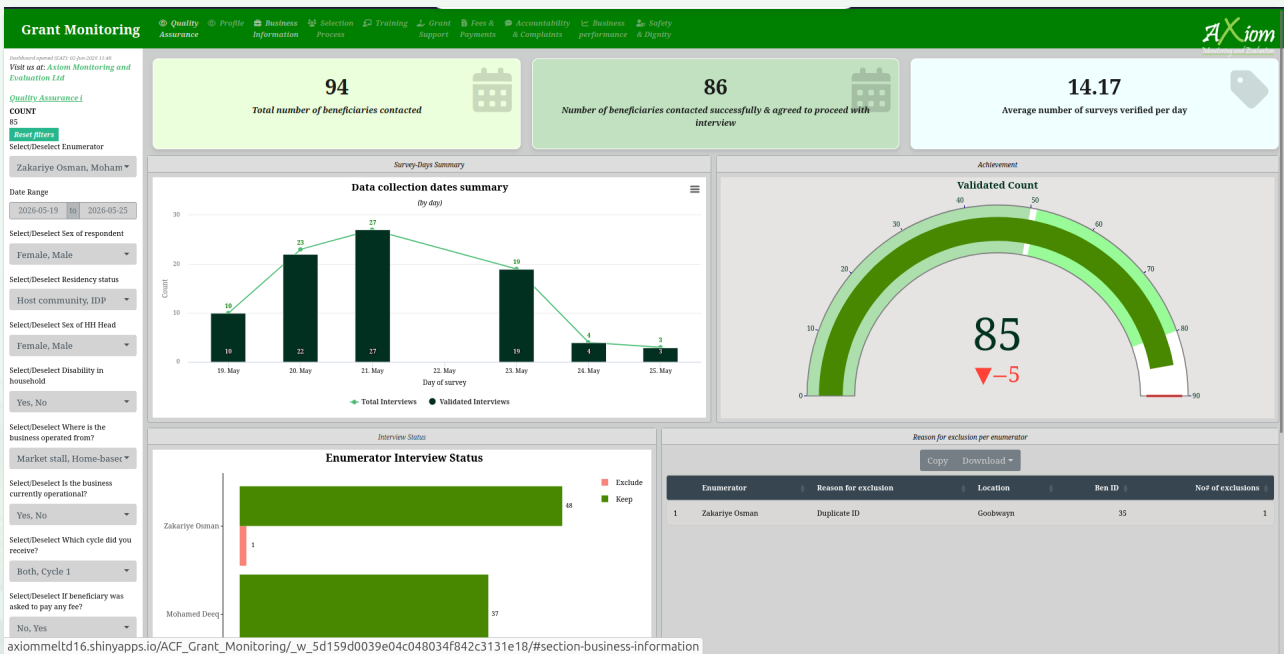 Grant Monitoring
Quality Assurance
Profile
Business Information
Selection Process
Training
Grant Support
Fees & Payments
Accountability & Complaints
Business performance
Safety & Dignity
AXiom
Monitoring and Evaluation
Visit us at: Axiom Monitoring and
Evaluation Ltd
Quality Assurance i
COUNT
85
Reset filters
Select/Deselect Enumerator
Zakariye Osman, Moham
Date Range
2026-05-19 to 2026-05-25
Select/Deselect Sex of respondent
Female, Male
Select/Deselect Residency status
Host community, IDP
Select/Deselect Sex of HH Head
Female, Male
Select/Deselect Disability in
household
Yes, No
Select/Deselect Where is the
business operated from?
Market stall, Home-basec
Select/Deselect Is the business
currently operational?
Yes, No
Select/Deselect Which cycle did you
receive?
Both, Cycle 1
Select/Deselect If beneficiary was
asked to pay any fee?
No, Yes
94
Total number of beneficiaries contacted
86
Number of beneficiaries contacted successfully & agreed to proceed with
interview
14.17
Average number of surveys verified per day
Survey-Days Summary
Data collection dates summary
(by day)
Count
30
20
10
0
10
23
27
19
4
3
10
22
27
19
4
3
19. May
20. May
21. May
22. May
23. May
24. May
25. May
Day of survey
Total Interviews
Validated Interviews
Achievement
Validated Count
0
10
20
30
40
50
60
70
80
90
85
▼−5
Interview Status
Enumerator Interview Status
Exclude
Keep
Zakariye Osman
48
1
Mohamed Deeq
37
Reason for exclusion per enumerator
Copy
Download
Enumerator
Reason for exclusion
Location
Ben ID
No# of exclusions
1
Zakariye Osman
Duplicate ID
Goobwayn
35
1
axiommeltd16.shinyapps.io/ACF_Grant_Monitoring/_w_5d159d0039e04c048034f842c3131e18/#section-business-information